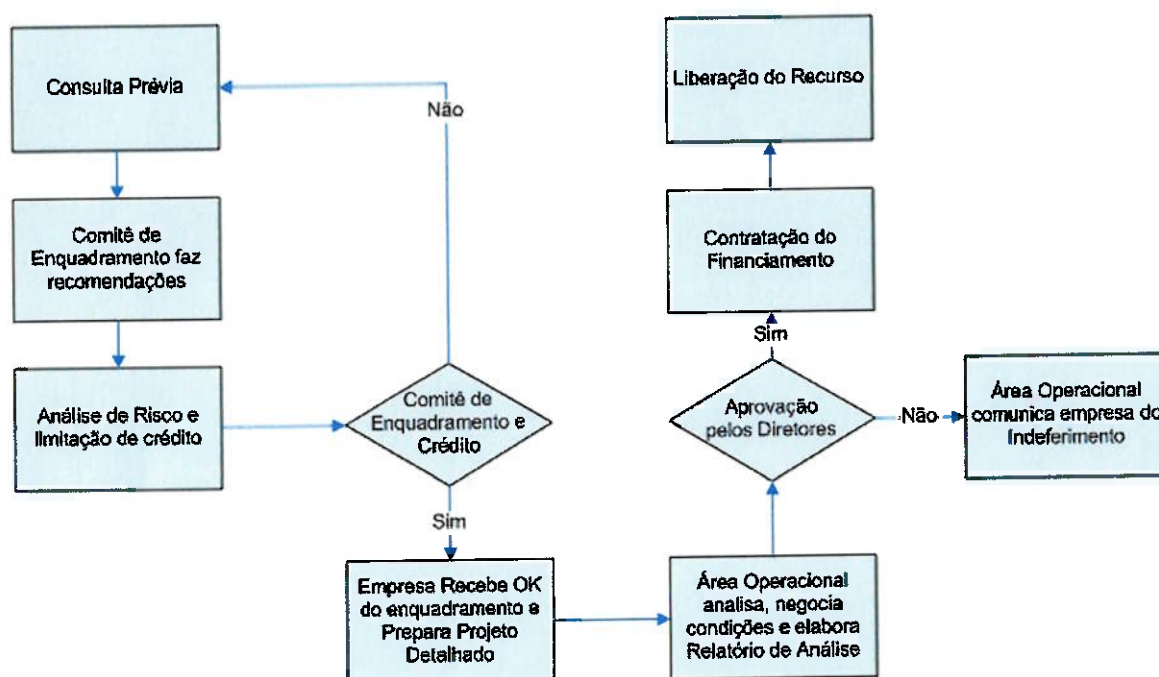 Consulta Prévia
Não
Comitê de
Enquadramento faz
recomendações
Análise de Risco e
limitação de crédito
Comitê de
Enquadramento e
Crédito
Sim
Empresa Recebe OK
do enquadramento e
Prepara Projeto
Detalhado
Área Operacional
analisa, negocia
condições e elabora
Relatório de Análise
Aprovação
pelos Diretores
Não
Área Operacional
comunica empresa do
Indeferimento
Sim
Contratação do
Financiamento
Liberação do Recurso